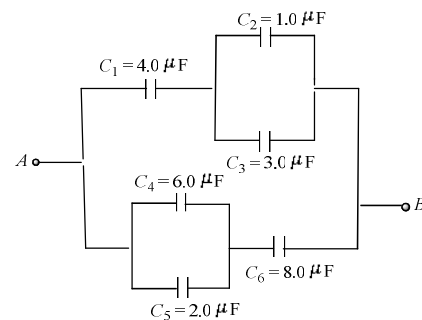 C₂ = 1.0 μF
C₁ = 4.0 μF
A
C₃ = 3.0 μF
C₄ = 6.0 μF
B
C₆ = 8.0 μF
C₅ = 2.0 μF